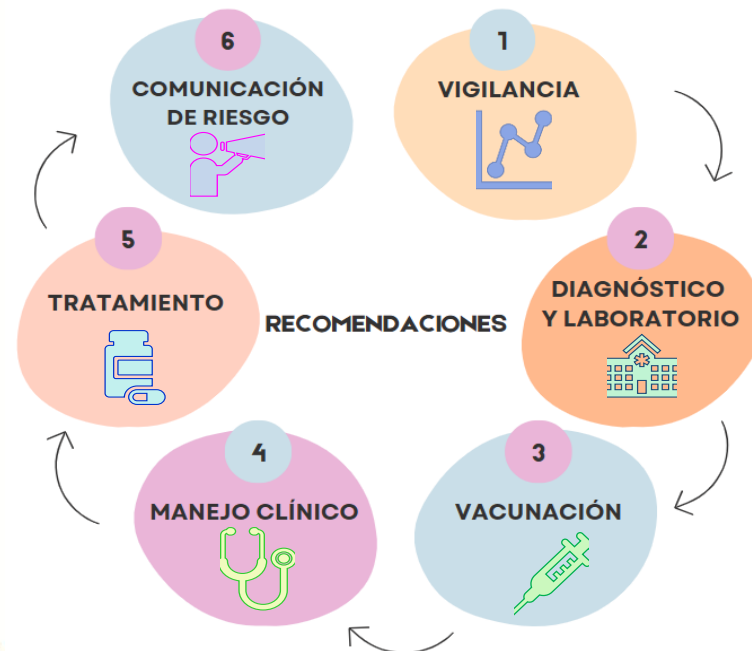 1
VIGILANCIA
2
DIAGNÓSTICO
Y LABORATORIO
3
VACUNACIÓN
4
MANEJO CLÍNICO
5
TRATAMIENTO
6
COMUNICACIÓN
DE RIESGO
RECOMENDACIONES